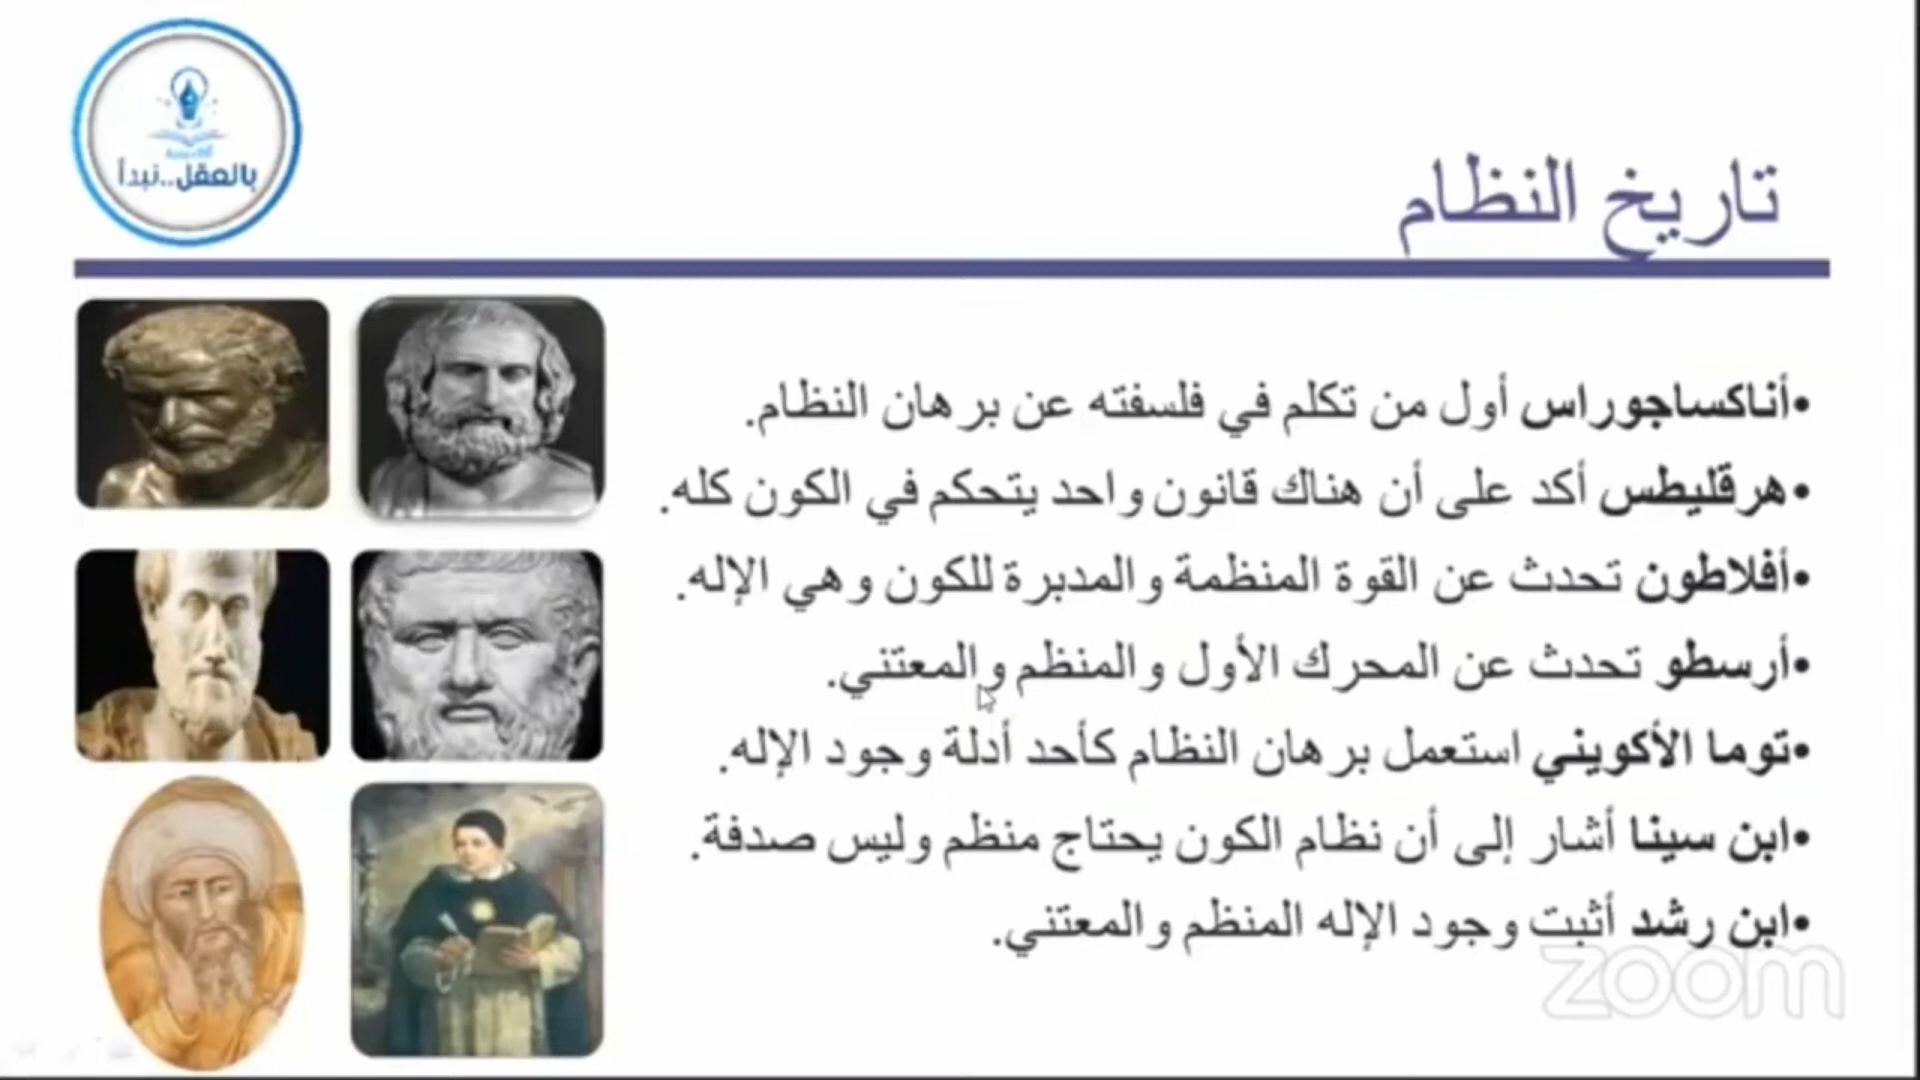 بالعقل..نبدأ
تاريخ النظام
•أناكساجوراس أول من تكلم في فلسفته عن برهان النظام.
•هرقليطس أكد على أن هناك قانون واحد يتحكم في الكون كله.
•أفلاطون تحدث عن القوة المنظمة والمدبرة للكون وهي الإله.
•أرسطو تحدث عن المحرك الأول والمنظم والمعتني.
•توما الأكويني استعمل برهان النظام كأحد أدلة وجود الإله.
•ابن سينا أشار إلى أن نظام الكون يحتاج منظم وليس صدفة.
•ابن رشد أثبت وجود الإله المنظم والمعتني.
zoom